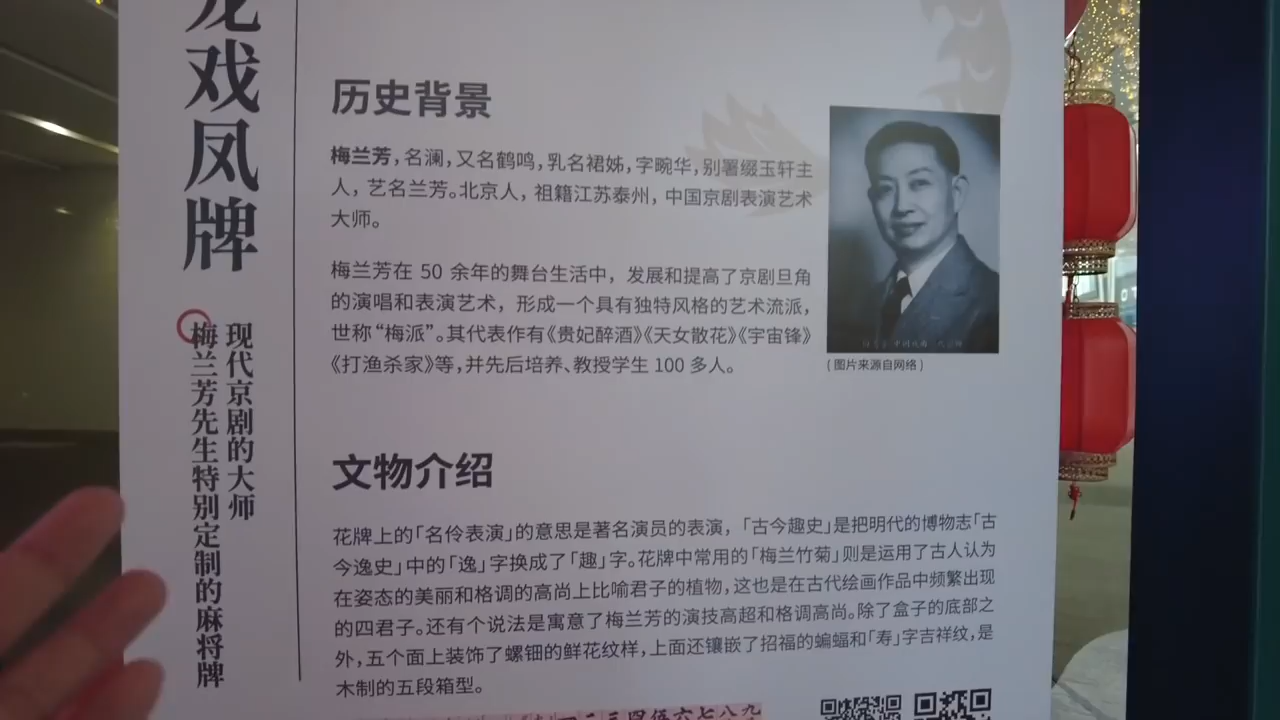 龙戏凤牌
现代京剧的大师
梅兰芳先生特别定制的麻将牌
历史背景
梅兰芳，名澜，又名鹤鸣，乳名裙姊，字畹华，别署缀玉轩主
人，艺名兰芳。北京人，祖籍江苏泰州，中国京剧表演艺术
大师。
梅兰芳在 50 余年的舞台生活中，发展和提高了京剧旦角
的演唱和表演艺术，形成一个具有独特风格的艺术流派，
世称“梅派”。其代表作有《贵妃醉酒》《天女散花》《宇宙锋》
《打渔杀家》等，并先后培养、教授学生 100 多人。
( 图片来源自网络 )
文物介绍
花牌上的「名伶表演」的意思是著名演员的表演，「古今趣史」是把明代的博物志「古
今逸史」中的「逸」字换成了「趣」字。花牌中常用的「梅兰竹菊」则是运用了古人认为
在姿态的美丽和格调的高尚上比喻君子的植物，这也是在古代绘画作品中频繁出现
的四君子。还有个说法是寓意了梅兰芳的演技高超和格调高尚。除了盒子的底部之
外，五个面上装饰了螺钿的鲜花纹样，上面还镶嵌了招福的蝙蝠和「寿」字吉祥纹，是
木制的五段箱型。